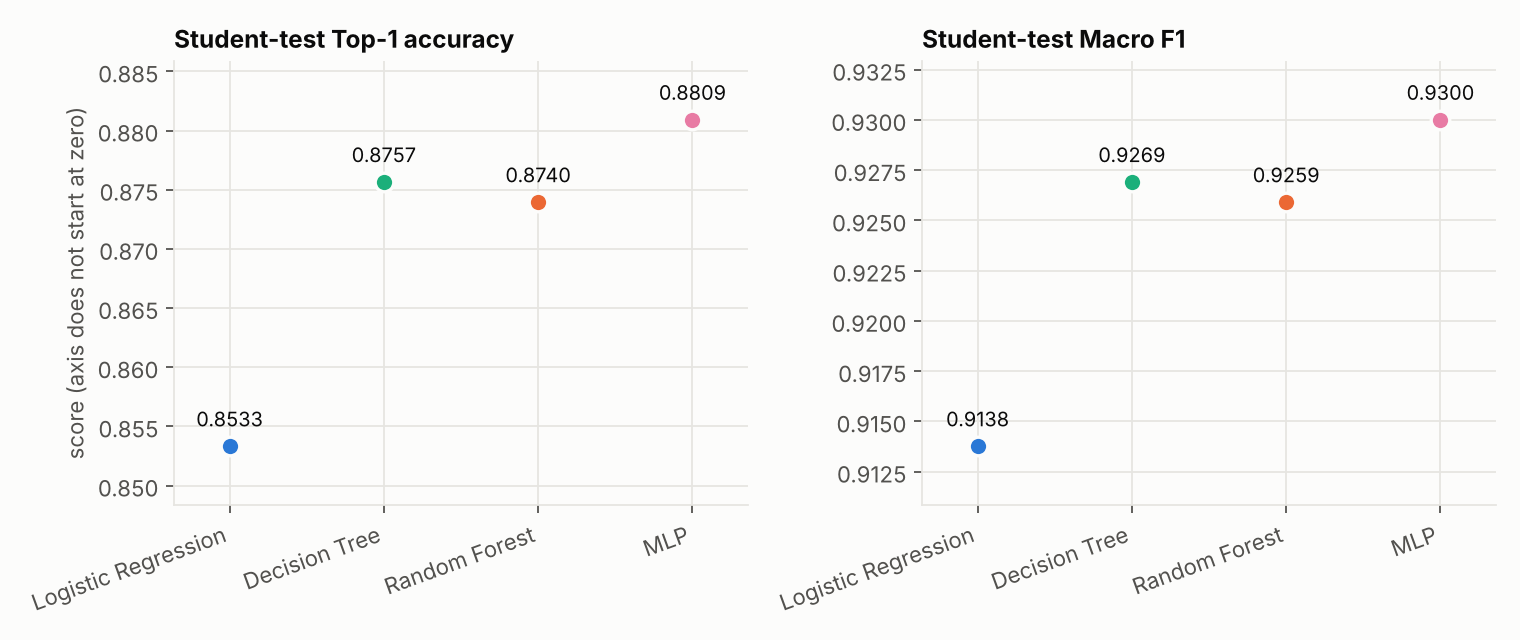 Student-test Top-1 accuracy
score (axis does not start at zero)
0.885
0.880
0.875
0.870
0.865
0.860
0.855
0.850
0.8533
0.8757
0.8740
0.8809
Logistic Regression
Decision Tree
Random Forest
MLP
Student-test Macro F1
0.9325
0.9300
0.9275
0.9250
0.9225
0.9200
0.9175
0.9150
0.9125
0.9138
0.9269
0.9259
0.9300
Logistic Regression
Decision Tree
Random Forest
MLP